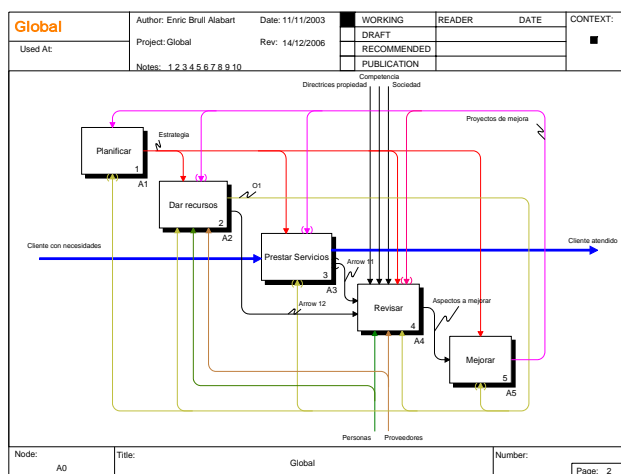 Global
Used At:
Author: Enric Brull Alabart
Date: 11/11/2003
Project: Global
Rev: 14/12/2006
Notes: 1 2 3 4 5 6 7 8 9 10
WORKING
DRAFT
RECOMMENDED
PUBLICATION
READER
DATE
CONTEXT:
Competencia
Directrices propiedad
Sociedad
Proyectos de mejora
Estrategia
Planificar
1
A1
O1
Dar recursos
2
A2
Cliente con necesidades
Cliente atendido
Prestar Servicios
3
A3
Arrow 11
Arrow 12
Revisar
4
A4
Aspectos a mejorar
Mejorar
5
A5
Personas
Proveedores
Node:
A0
Title:
Global
Number:
Page: 2